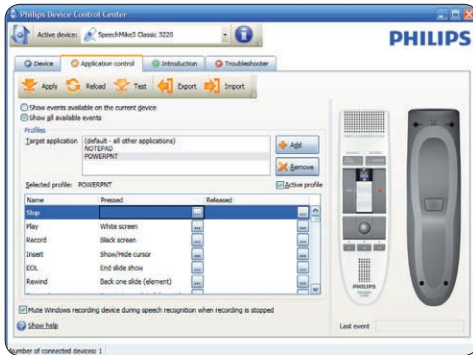 Philips Device Control Center
Active device: SpeechMike3 Classic 3220
PHILIPS
Device Application control Introduction Troubleshooter
Apply Reload Test Export Import
Show events available on the current device
Show all available events
Profiles
Target application (default - all other applications)
NOTEPAD
POWERPNT
Add
Remove
Selected profile: POWERPNT Active profile
Name Pressed Released
Stop ... ...
Play White screen ... ...
Record Black screen ... ...
Insert Show/Hide cursor ... ...
EOL End slide show ... ...
Rewind Back one slide (element) ... ...
Mute Windows recording device during speech recognition when recording is stopped
Show help
PHILIPS
Last event
Number of connected devices: 1